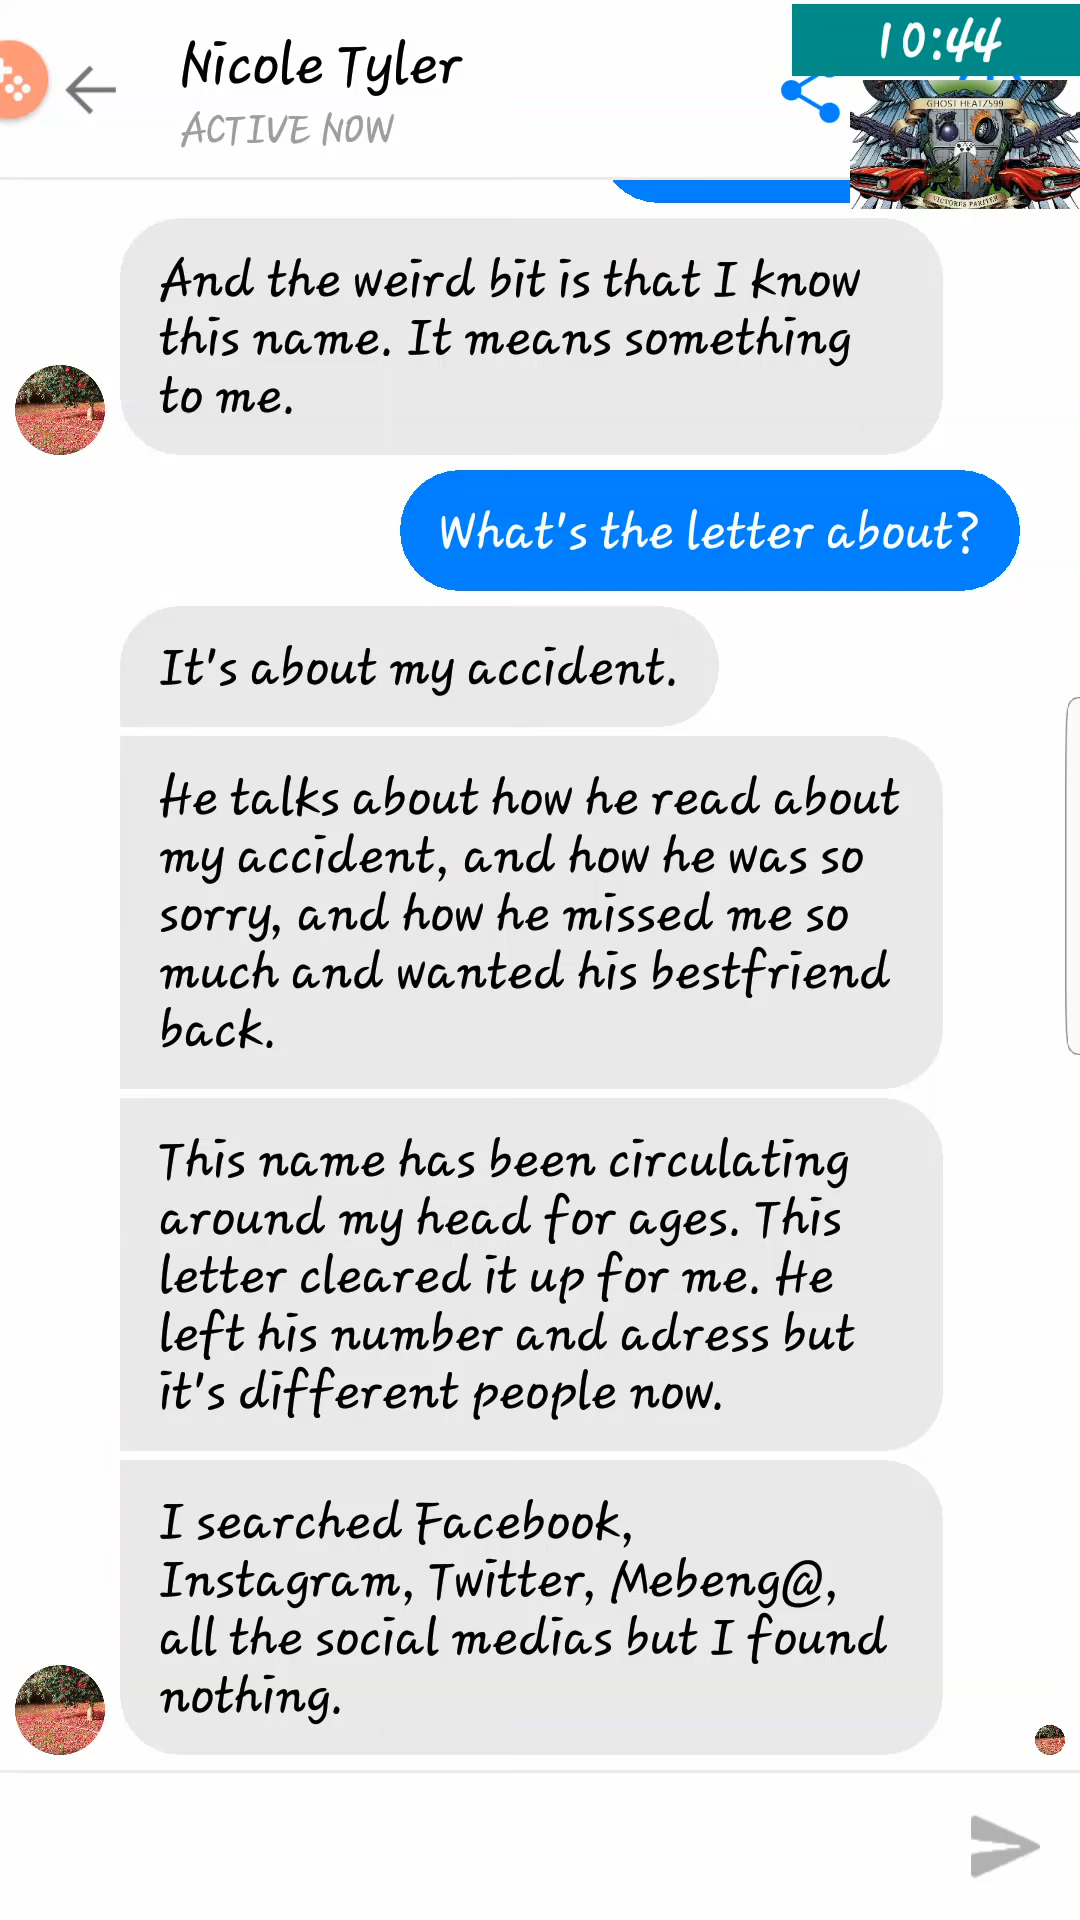 Nicole Tyler
10:44
ACTIVE NOW
GHOST HEATZ599
VICTORES PARITER
And the weird bit is that I know
this name. It means something
to me.
What's the letter about?
It's about my accident.
He talks about how he read about
my accident, and how he was so
sorry, and how he missed me so
much and wanted his bestfriend
back.
This name has been circulating
around my head for ages. This
letter cleared it up for me. He
left his number and adress but
it's different people now.
I searched Facebook,
Instagram, Twitter, Mebeng@,
all the social medias but I found
nothing.